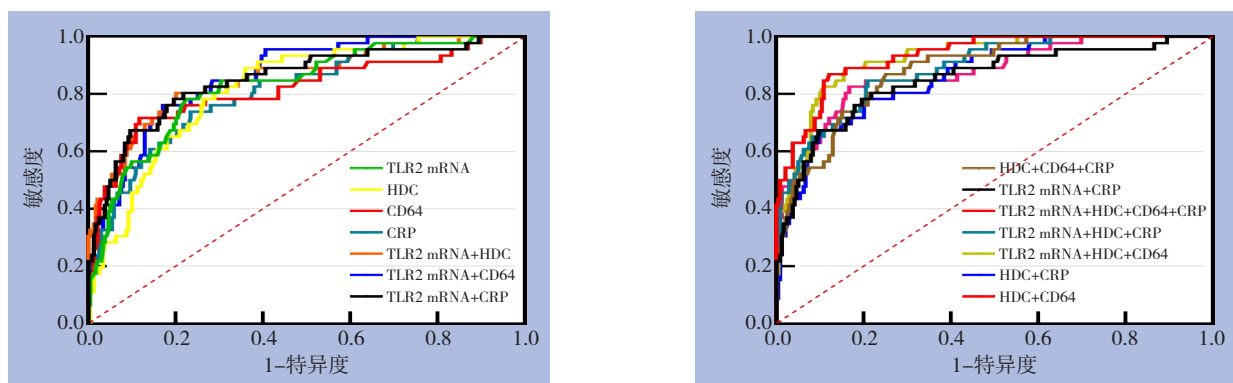 1.0
0.8
0.6
0.4
0.2
0.0
敏感度
0.0 0.2 0.4 0.6 0.8 1.0
1-特异度
TLR2 mRNA
HDC
CD64
CRP
TLR2 mRNA+HDC
TLR2 mRNA+CD64
TLR2 mRNA+CRP
1.0
0.8
0.6
0.4
0.2
0.0
敏感度
0.0 0.2 0.4 0.6 0.8 1.0
1-特异度
HDC+CD64+CRP
TLR2 mRNA+CRP
TLR2 mRNA+HDC+CD64+CRP
TLR2 mRNA+HDC+CRP
TLR2 mRNA+HDC+CD64
HDC+CRP
HDC+CD64